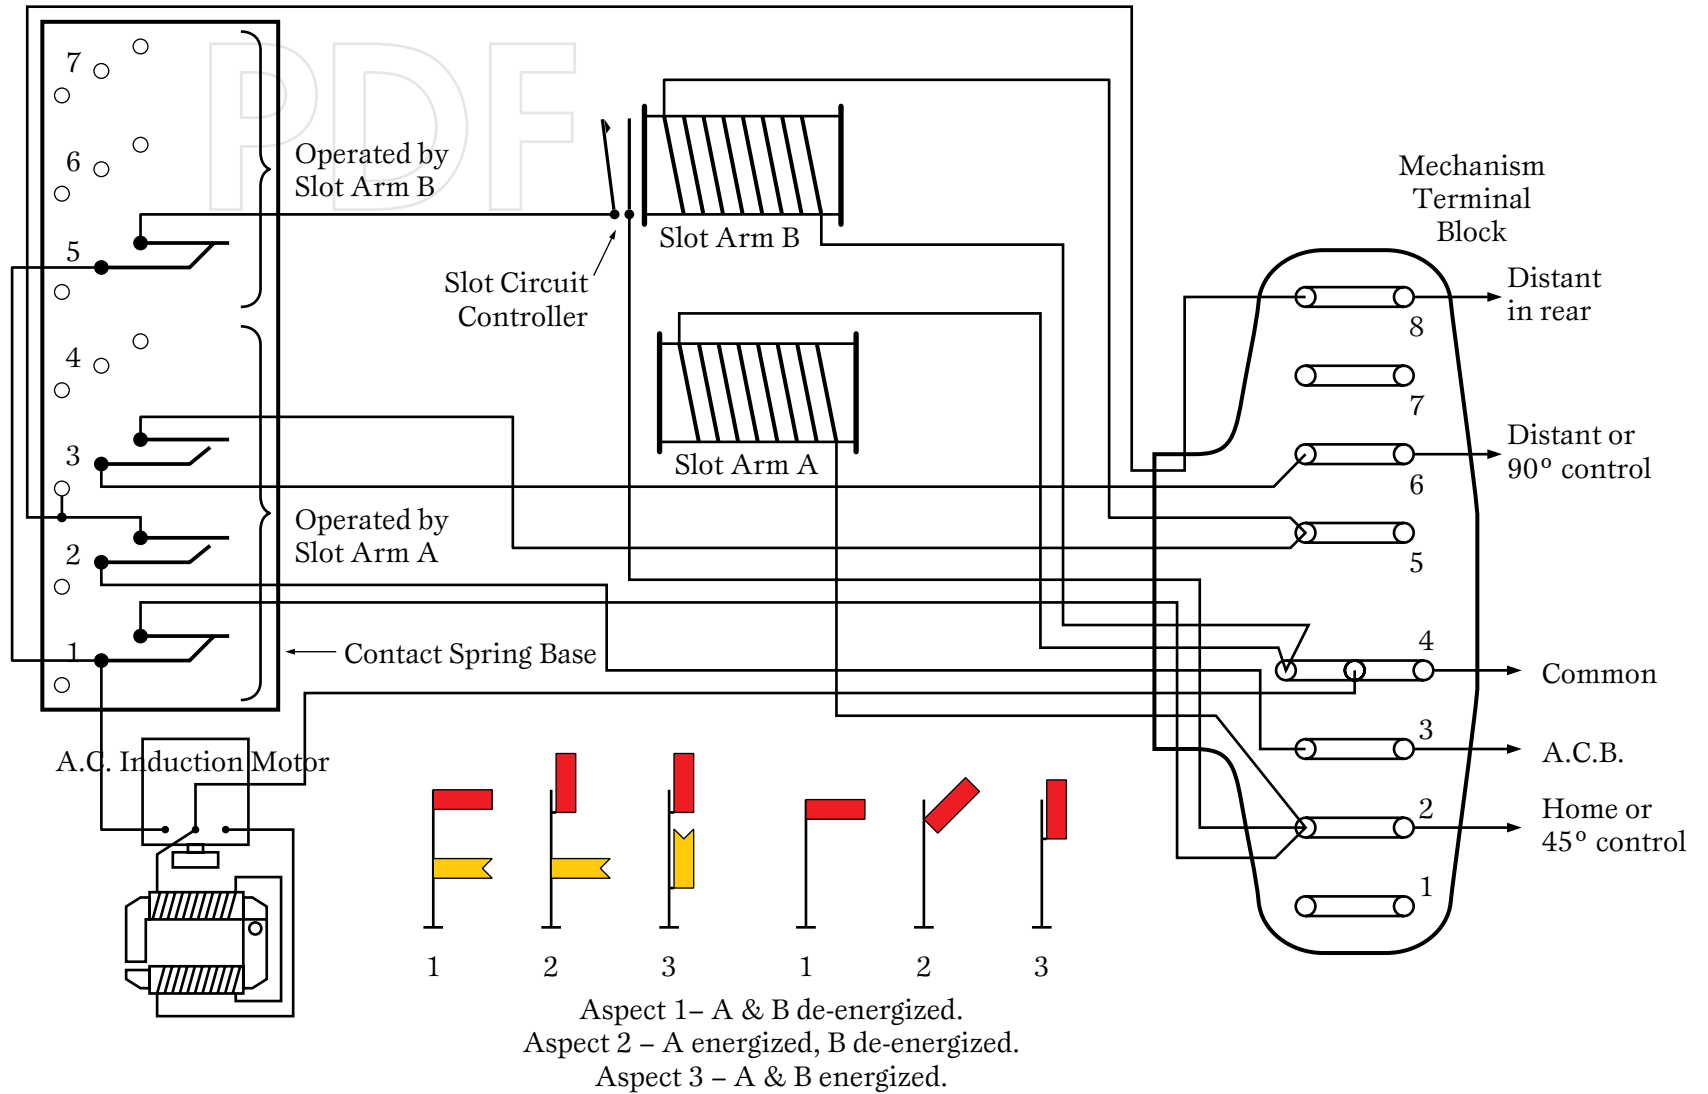 PDF
7
6
5
4
3
2
1
Operated by
Slot Arm B
Operated by
Slot Arm A
Contact Spring Base
A.C. Induction Motor
Slot Circuit
Controller
Slot Arm B
Slot Arm A
Mechanism
Terminal
Block
8
7
6
5
4
3
2
1
Distant
in rear
Distant or
90º control
Common
A.C.B.
Home or
45º control
1 2 3 1 2 3
Aspect 1– A & B de-energized.
Aspect 2 – A energized, B de-energized.
Aspect 3 – A & B energized.